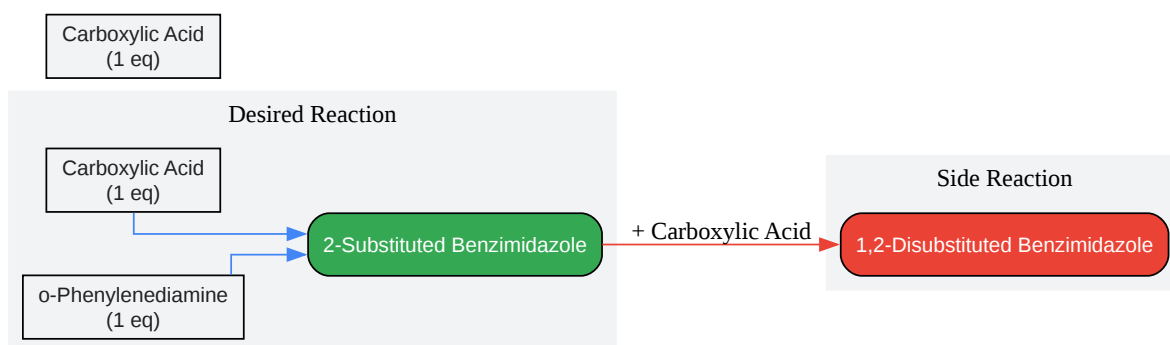 Carboxylic Acid
(1 eq)
Desired Reaction
Carboxylic Acid
(1 eq)
2-Substituted Benzimidazole
o-Phenylenediamine
(1 eq)
+ Carboxylic Acid
Side Reaction
1,2-Disubstituted Benzimidazole